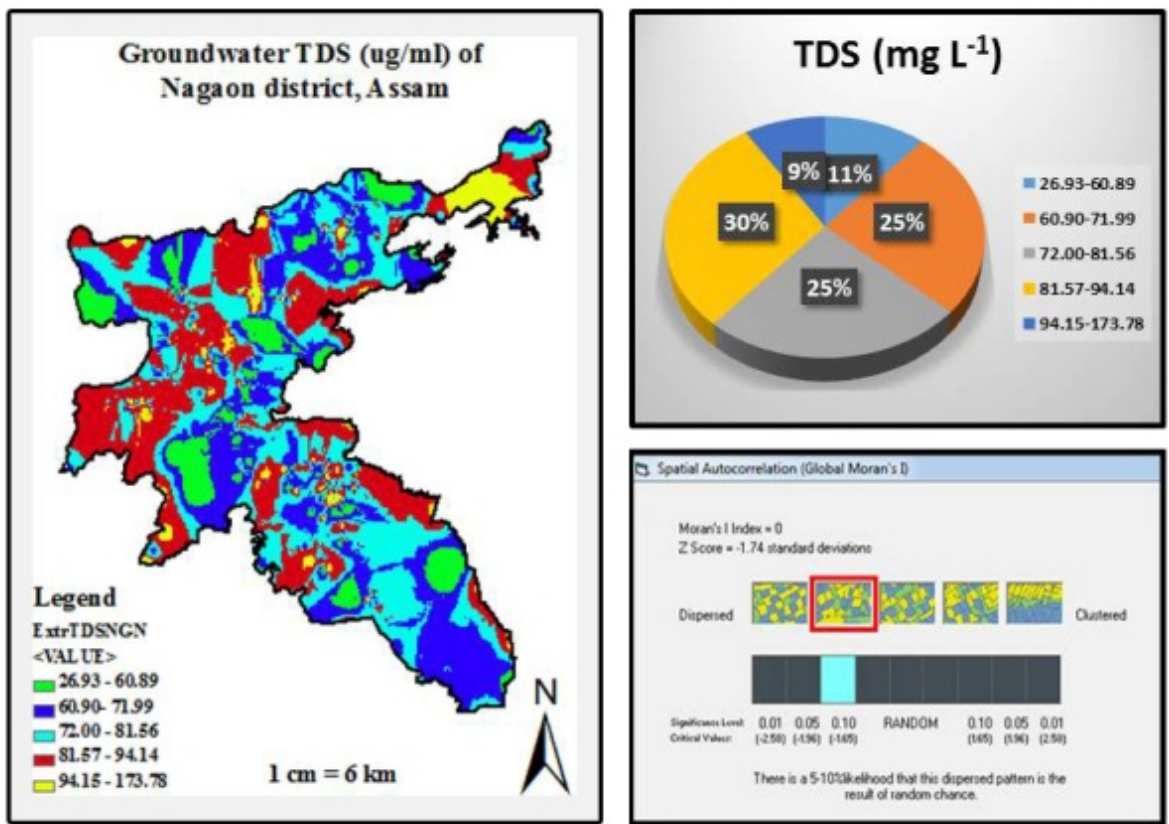 Groundwater TDS (ug/ml) of
Nagaon district, Assam
Legend
ExtrTDSNGN
<VALUE>
26.93 - 60.89
60.90- 71.99
72.00 - 81.56
81.57 - 94.14
94.15 - 173.78
1 cm = 6 km
N
TDS (mg L-1)
9%
11%
30%
25%
25%
26.93-60.89
60.90-71.99
72.00-81.56
81.57-94.14
94.15-173.78
Spatial Autocorrelation (Global Moran's I)
Moran's I Index = 0
Z Score = -1.74 standard deviations
Dispersed
Clustered
Significance Level: 0.01 0.05 0.10 RANDOM 0.10 0.05 0.01
Critical Values: (-2.58) (-1.96) (-1.65) (1.65) (1.96) (2.58)
There is a 5-10% likelihood that this dispersed pattern is the
result of random chance.